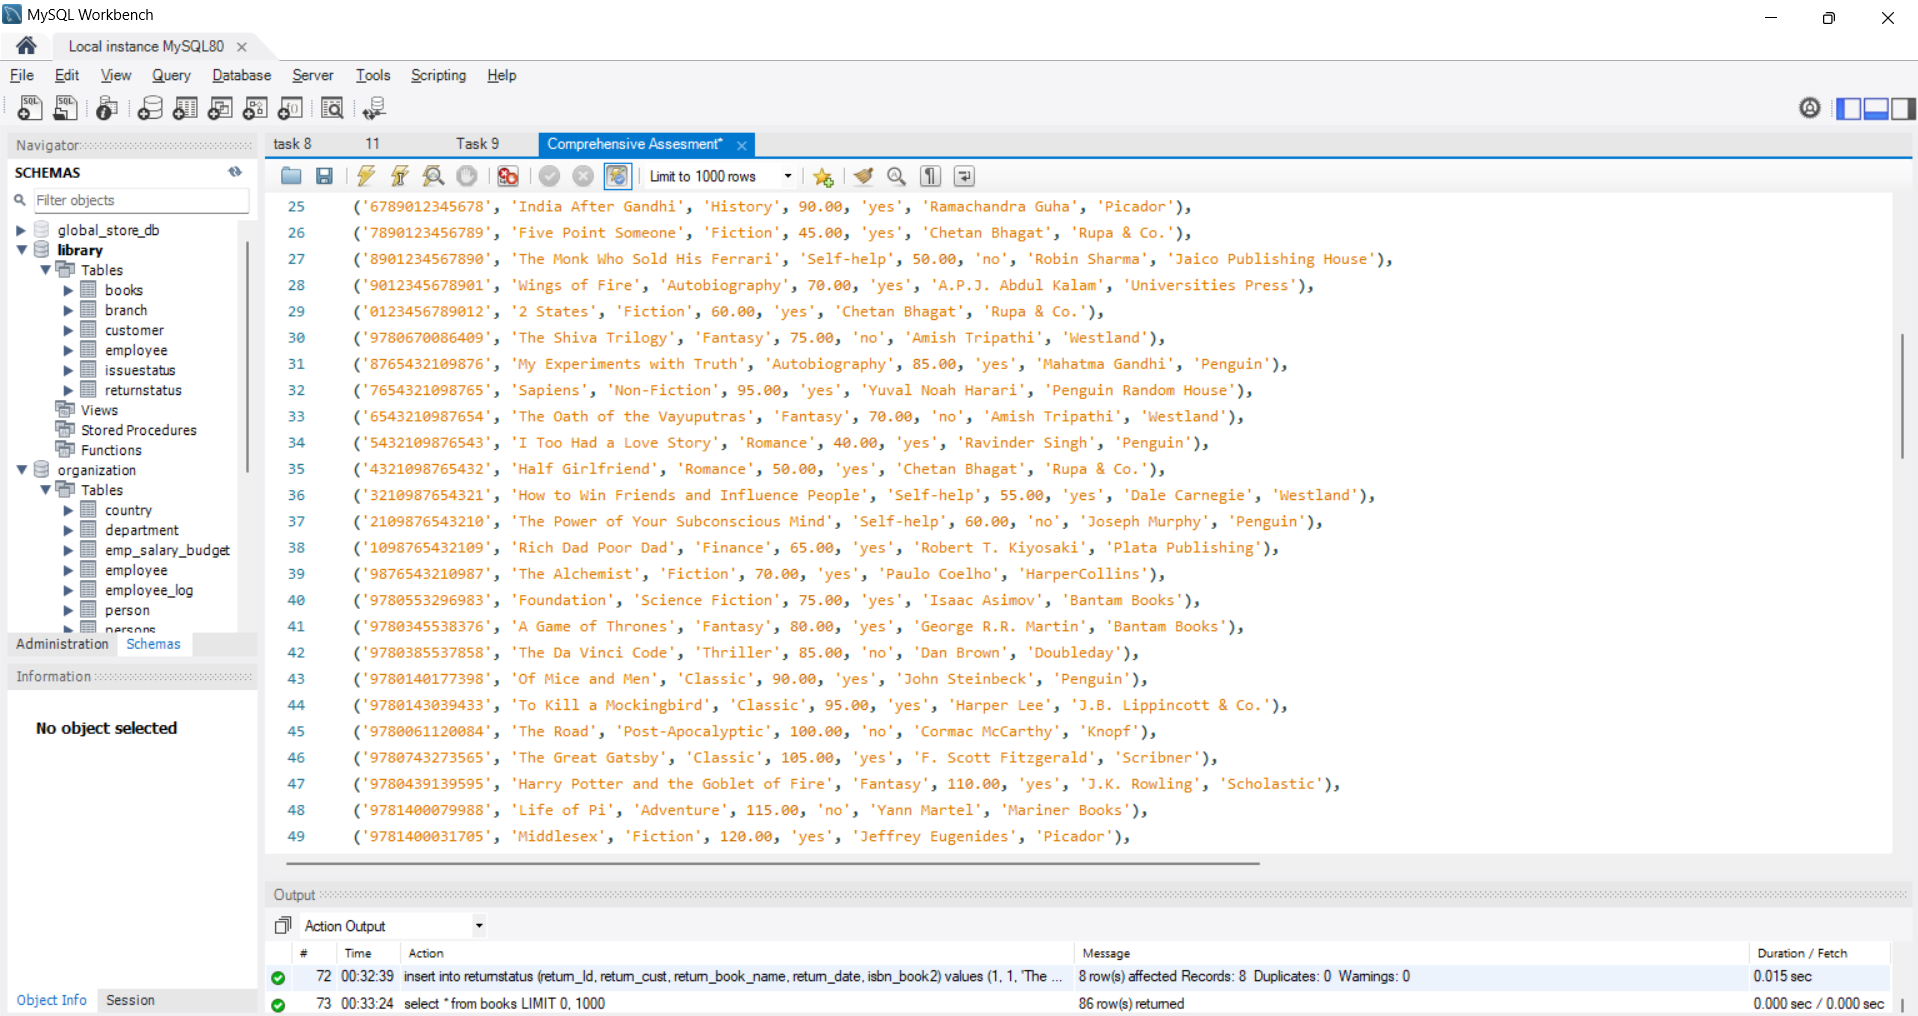 MySQL Workbench
Local instance MySQL80
File Edit View Query Database Server Tools Scripting Help
Navigator
SCHEMAS
Filter objects
global_store_db
library
Tables
books
branch
customer
employee
issuestatus
returnstatus
Views
Stored Procedures
Functions
organization
Tables
country
department
emp_salary_budget
employee
employee_log
person
persons
Administration Schemas
Information
No object selected
Object Info Session
task 8 11 Task 9 Comprehensive Assesment*
Limit to 1000 rows
25 ('6789012345678', 'India After Gandhi', 'History', 90.00, 'yes', 'Ramachandra Guha', 'Picador'),
26 ('7890123456789', 'Five Point Someone', 'Fiction', 45.00, 'yes', 'Chetan Bhagat', 'Rupa & Co.'),
27 ('8901234567890', 'The Monk Who Sold His Ferrari', 'Self-help', 50.00, 'no', 'Robin Sharma', 'Jaico Publishing House'),
28 ('9012345678901', 'Wings of Fire', 'Autobiography', 70.00, 'yes', 'A.P.J. Abdul Kalam', 'Universities Press'),
29 ('0123456789012', '2 States', 'Fiction', 60.00, 'yes', 'Chetan Bhagat', 'Rupa & Co.'),
30 ('9780670086409', 'The Shiva Trilogy', 'Fantasy', 75.00, 'no', 'Amish Tripathi', 'Westland'),
31 ('8765432109876', 'My Experiments with Truth', 'Autobiography', 85.00, 'yes', 'Mahatma Gandhi', 'Penguin'),
32 ('7654321098765', 'Sapiens', 'Non-Fiction', 95.00, 'yes', 'Yuval Noah Harari', 'Penguin Random House'),
33 ('6543210987654', 'The Oath of the Vayuputras', 'Fantasy', 70.00, 'no', 'Amish Tripathi', 'Westland'),
34 ('5432109876543', 'I Too Had a Love Story', 'Romance', 40.00, 'yes', 'Ravinder Singh', 'Penguin'),
35 ('4321098765432', 'Half Girlfriend', 'Romance', 50.00, 'yes', 'Chetan Bhagat', 'Rupa & Co.'),
36 ('3210987654321', 'How to Win Friends and Influence People', 'Self-help', 55.00, 'yes', 'Dale Carnegie', 'Westland'),
37 ('2109876543210', 'The Power of Your Subconscious Mind', 'Self-help', 60.00, 'no', 'Joseph Murphy', 'Penguin'),
38 ('1098765432109', 'Rich Dad Poor Dad', 'Finance', 65.00, 'yes', 'Robert T. Kiyosaki', 'Plata Publishing'),
39 ('9876543210987', 'The Alchemist', 'Fiction', 70.00, 'yes', 'Paulo Coelho', 'HarperCollins'),
40 ('9780553296983', 'Foundation', 'Science Fiction', 75.00, 'yes', 'Isaac Asimov', 'Bantam Books'),
41 ('9780345538376', 'A Game of Thrones', 'Fantasy', 80.00, 'yes', 'George R.R. Martin', 'Bantam Books'),
42 ('9780385537858', 'The Da Vinci Code', 'Thriller', 85.00, 'no', 'Dan Brown', 'Doubleday'),
43 ('9780140177398', 'Of Mice and Men', 'Classic', 90.00, 'yes', 'John Steinbeck', 'Penguin'),
44 ('9780143039433', 'To Kill a Mockingbird', 'Classic', 95.00, 'yes', 'Harper Lee', 'J.B. Lippincott & Co.'),
45 ('9780061120084', 'The Road', 'Post-Apocalyptic', 100.00, 'no', 'Cormac McCarthy', 'Knopf'),
46 ('9780743273565', 'The Great Gatsby', 'Classic', 105.00, 'yes', 'F. Scott Fitzgerald', 'Scribner'),
47 ('9780439139595', 'Harry Potter and the Goblet of Fire', 'Fantasy', 110.00, 'yes', 'J.K. Rowling', 'Scholastic'),
48 ('9781400079988', 'Life of Pi', 'Adventure', 115.00, 'no', 'Yann Martel', 'Mariner Books'),
49 ('9781400031705', 'Middlesex', 'Fiction', 120.00, 'yes', 'Jeffrey Eugenides', 'Picador'),
Output
Action Output
# Time Action Message Duration / Fetch
72 00:32:39 insert into returnstatus (return_Id, return_cust, return_book_name, return_date, isbn_book2) values (1, 1, 'The ... 8 row(s) affected Records: 8 Duplicates: 0 Warnings: 0 0.015 sec
73 00:33:24 select * from books LIMIT 0, 1000 86 row(s) returned 0.000 sec / 0.000 sec